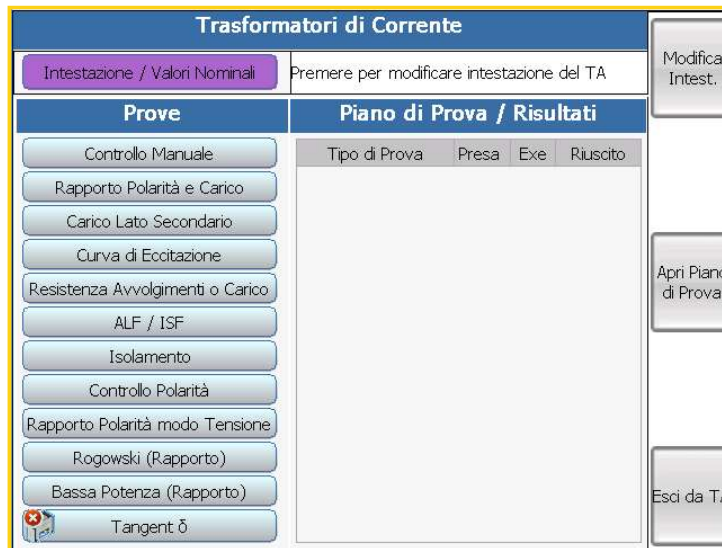 Trasformatori di Corrente
Intestazione / Valori Nominali
Premere per modificare intestazione del TA
Modifica
Intest.
Prove
Piano di Prova / Risultati
Tipo di Prova Presa Exe Riuscito
Controllo Manuale
Rapporto Polarità e Carico
Carico Lato Secondario
Curva di Eccitazione
Resistenza Avvolgimenti o Carico
ALF / ISF
Isolamento
Controllo Polarità
Rapporto Polarità modo Tensione
Rogowski (Rapporto)
Bassa Potenza (Rapporto)
Tangent δ
Apri Piano
di Prova
Esci da